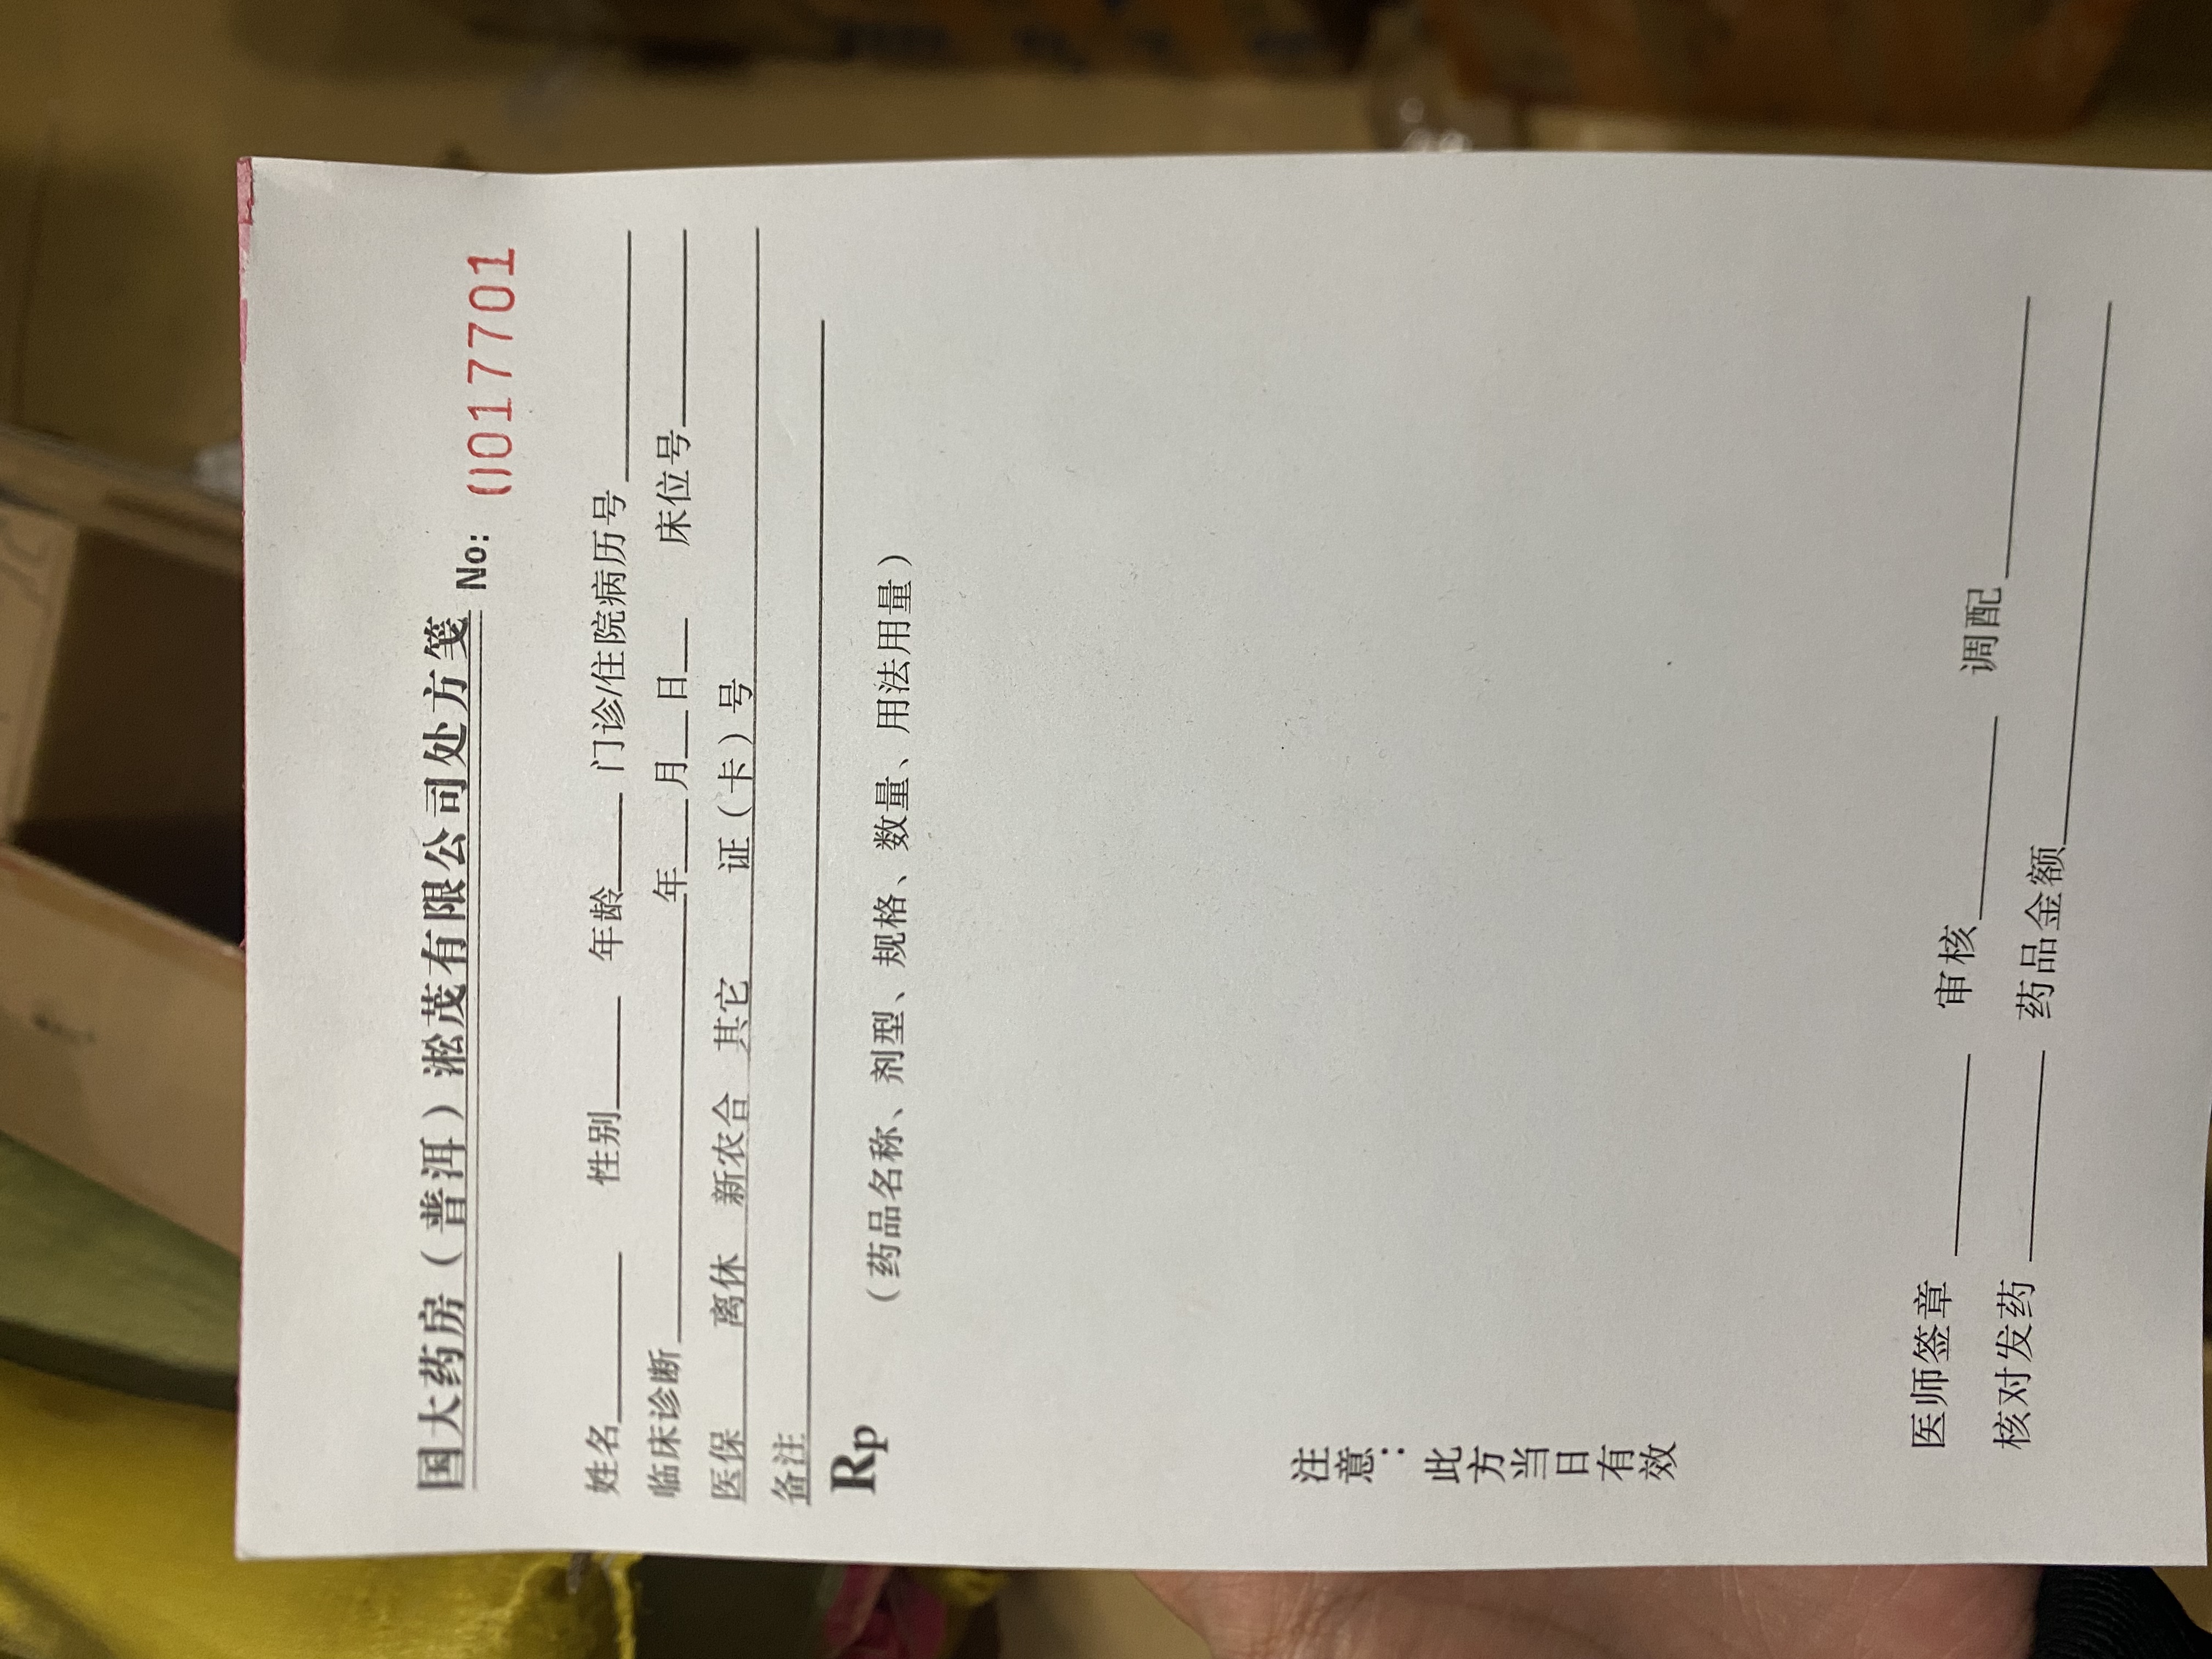 国大药房（普洱）淞茂有限公司处方笺
No: 0017701
姓名 性别 年龄 门诊/住院病历号
临床诊断 年 月 日 床位号
医保 离休 新农合 其它 证（卡）号
备注
Rp （药品名称、剂型、规格、数量、用法用量）
注意：此方当日有效
医师签章 审核 调配
核对发药 药品金额